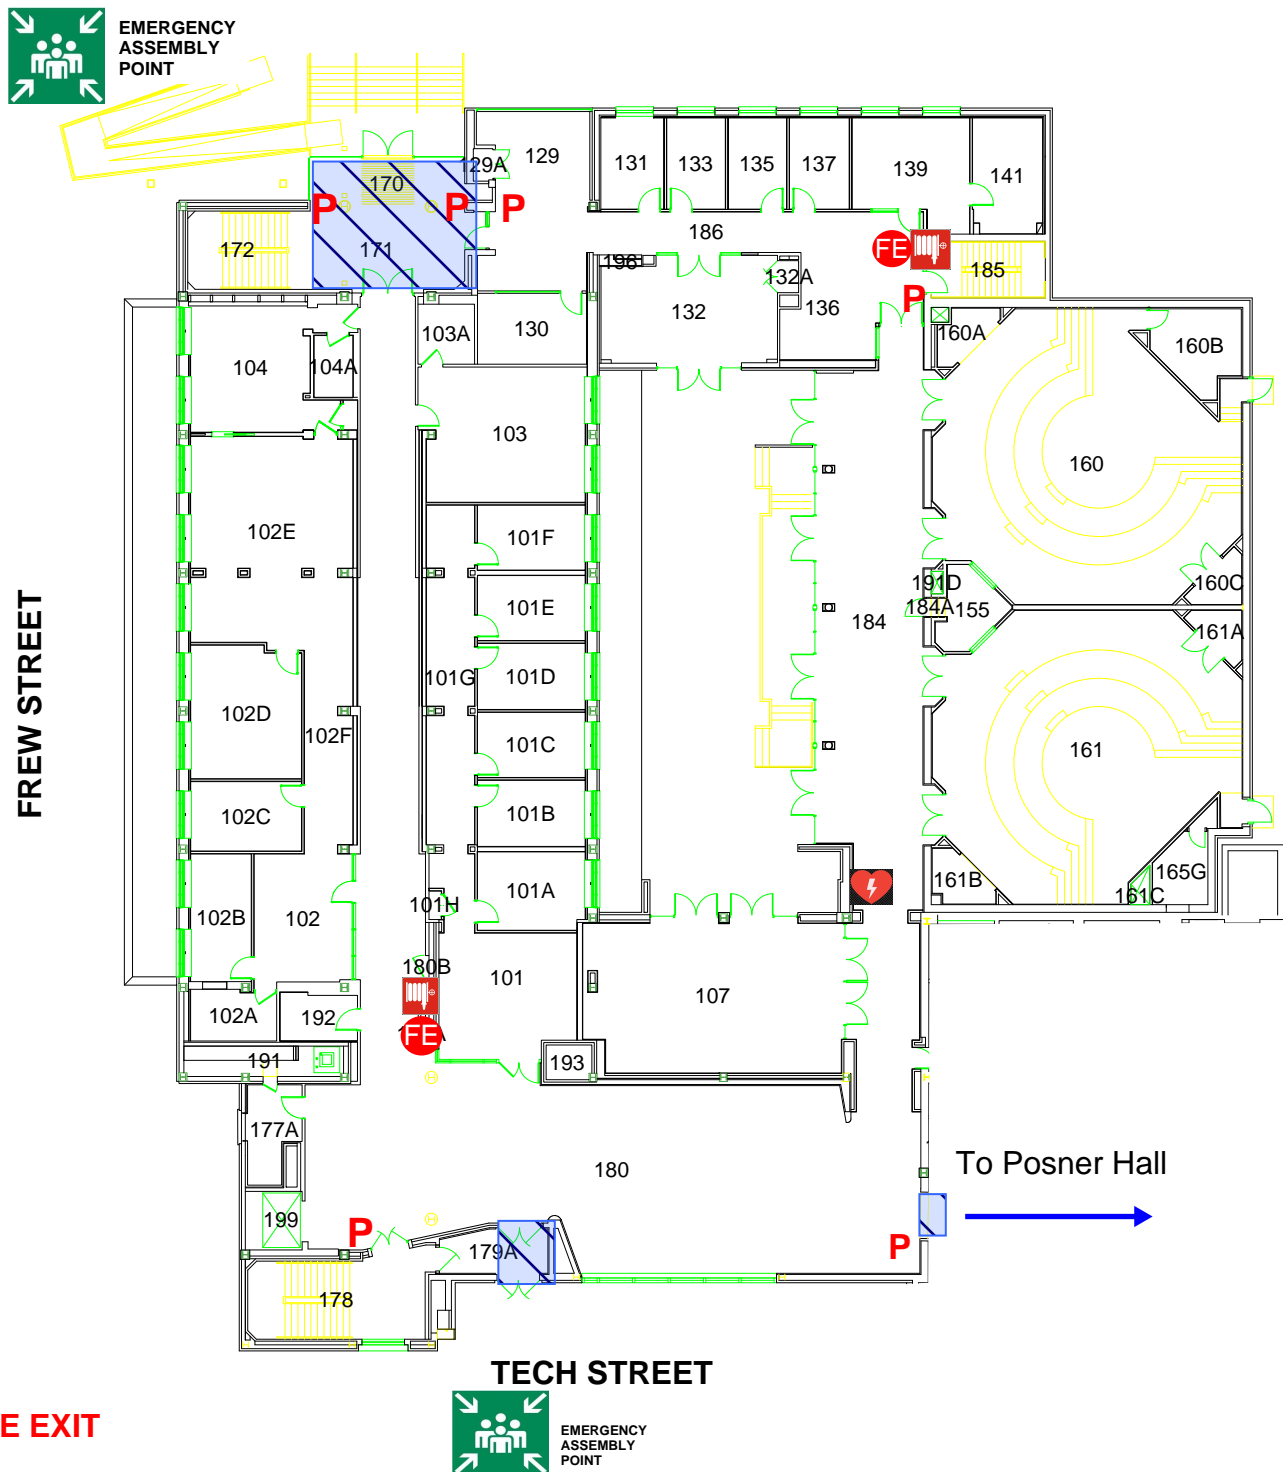 EMERGENCY
ASSEMBLY
POINT
129
129A
131
133
135
137
139
141
170
P
P
P
172
171
186
FE
185
196
132A
P
132
136
103A
130
160A
160B
104
104A
103
160
102E
101F
191D
160C
101E
184A
155
184
161A
101G
101D
102D
102F
101C
161
102C
101B
101A
161B
165G
161C
102B
102
101H
180B
101
107
102A
192
FE
191
193
177A
180
To Posner Hall
199
P
179A
P
178
FREW STREET
TECH STREET
E EXIT
EMERGENCY
ASSEMBLY
POINT